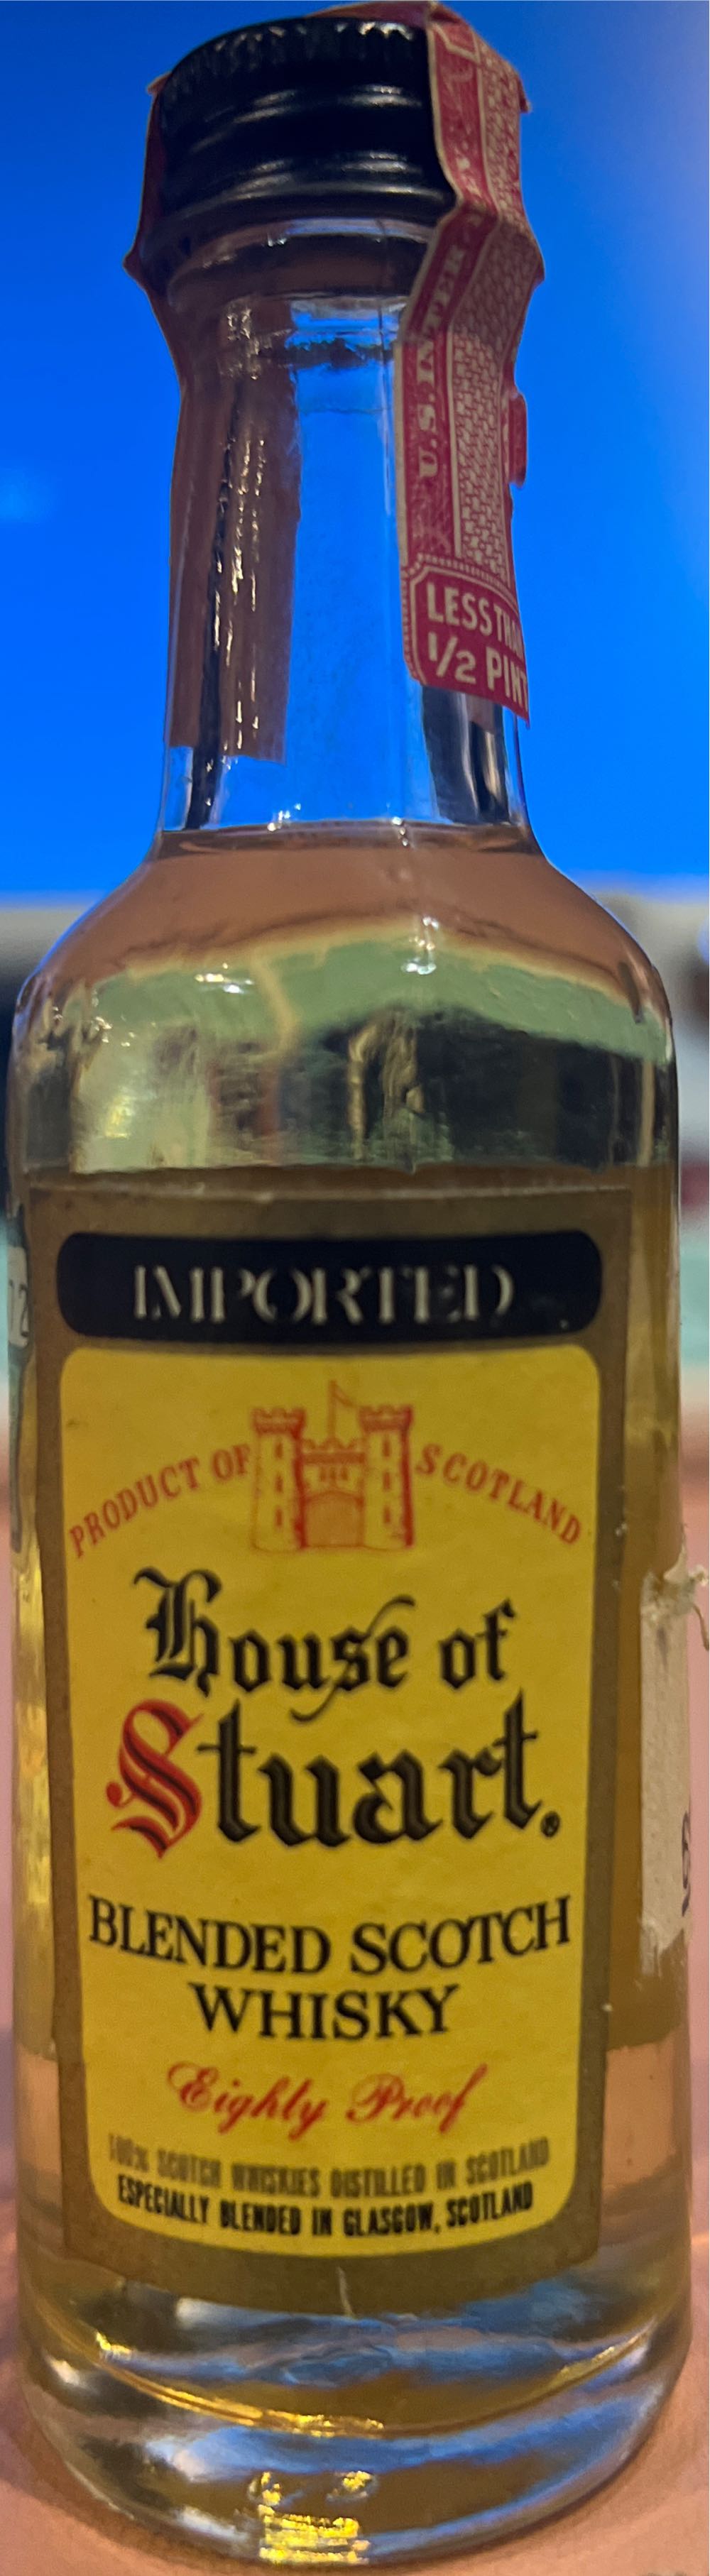 U.S. INTER
LESS THAN
1/2 PINT
IMPORTED
PRODUCT OF SCOTLAND
House of
Stuart.®
BLENDED SCOTCH
WHISKY
Eighty Proof
100% SCOTCH WHISKIES DISTILLED IN SCOTLAND
ESPECIALLY BLENDED IN GLASGOW, SCOTLAND